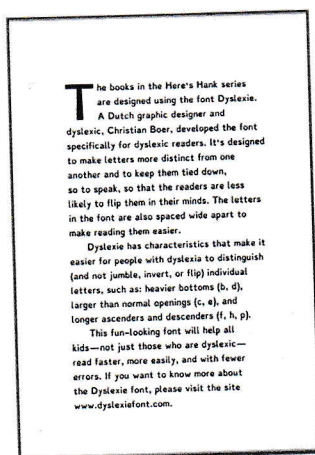 The books in the Here's Hank series
are designed using the font Dyslexie.
A Dutch graphic designer and
dyslexic, Christian Boer, developed the font
specifically for dyslexic readers. It's designed
to make letters more distinct from one
another and to keep them tied down,
so to speak, so that the readers are less
likely to flip them in their minds. The letters
in the font are also spaced wide apart to
make reading them easier.
Dyslexie has characteristics that make it
easier for people with dyslexia to distinguish
(and not jumble, invert, or flip) individual
letters, such as: heavier bottoms (b, d),
larger than normal openings (c, e), and
longer ascenders and descenders (f, h, p).
This fun-looking font will help all
kids—not just those who are dyslexic—
read faster, more easily, and with fewer
errors. If you want to know more about
the Dyslexie font, please visit the site
www.dyslexiefont.com.